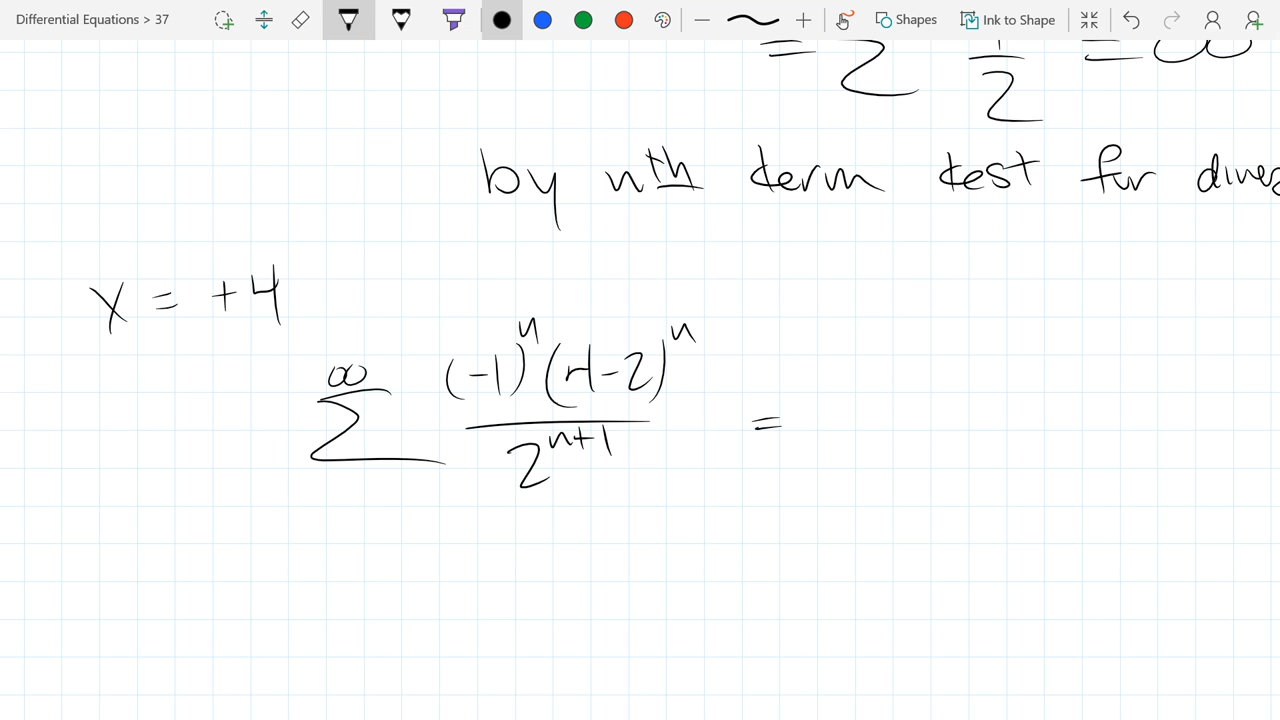 Differential Equations > 37
Shapes
Ink to Shape
= Σ 1/2 = ∞
by nth term test for
x = +4
∞
Σ (-1)^n (4-2)^n / 2^(n+1) =